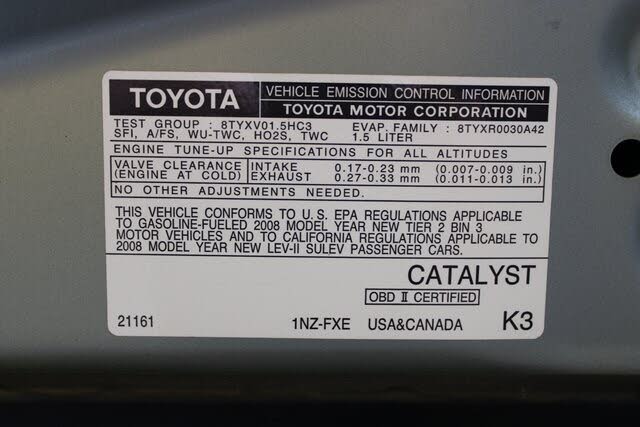 TOYOTA
VEHICLE EMISSION CONTROL INFORMATION
TOYOTA MOTOR CORPORATION
TEST GROUP : 8TYXV01.5HC3 EVAP. FAMILY : 8TYXR0030A42
SFI, A/FS, WU-TWC, HO2S, TWC 1.5 LITER
ENGINE TUNE-UP SPECIFICATIONS FOR ALL ALTITUDES
VALVE CLEARANCE INTAKE 0.17-0.23 mm (0.007-0.009 in.)
(ENGINE AT COLD) EXHAUST 0.27-0.33 mm (0.011-0.013 in.)
NO OTHER ADJUSTMENTS NEEDED.
THIS VEHICLE CONFORMS TO U.S. EPA REGULATIONS APPLICABLE
TO GASOLINE-FUELED 2008 MODEL YEAR NEW TIER 2 BIN 3
MOTOR VEHICLES AND TO CALIFORNIA REGULATIONS APPLICABLE TO
2008 MODEL YEAR NEW LEV-II SULEV PASSENGER CARS.
CATALYST
OBD II CERTIFIED
21161 1NZ-FXE USA&CANADA K3